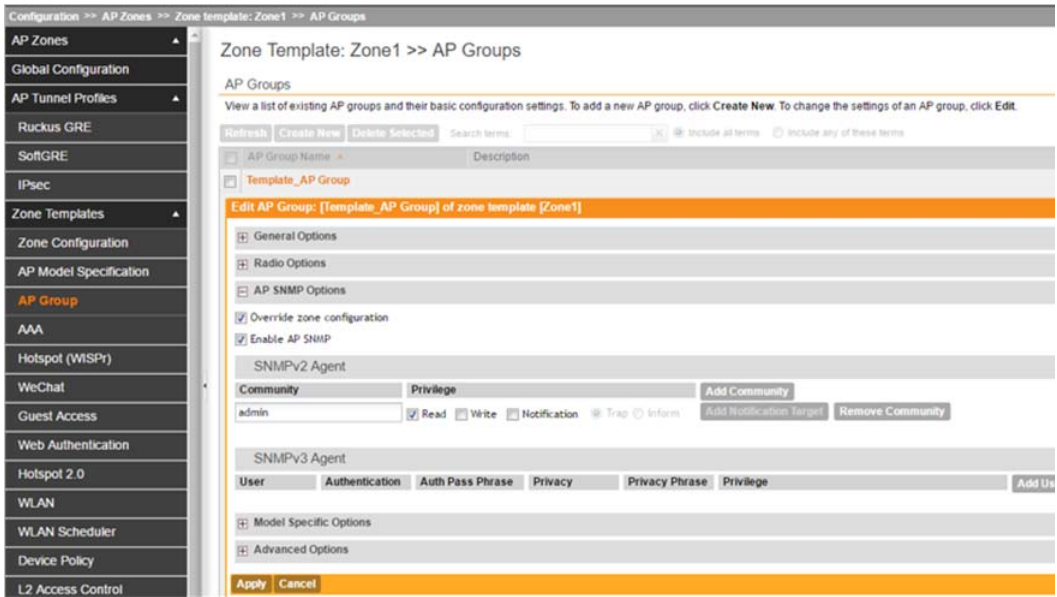 Configuration >> AP Zones >> Zone template: Zone1 >> AP Groups
AP Zones
Global Configuration
AP Tunnel Profiles
Ruckus GRE
SoftGRE
IPsec
Zone Templates
Zone Configuration
AP Model Specification
AP Group
AAA
Hotspot (WISPr)
WeChat
Guest Access
Web Authentication
Hotspot 2.0
WLAN
WLAN Scheduler
Device Policy
L2 Access Control
Zone Template: Zone1 >> AP Groups
AP Groups
View a list of existing AP groups and their basic configuration settings. To add a new AP group, click Create New. To change the settings of an AP group, click Edit.
Refresh Create New Delete Selected Search terms: x Include all terms Include any of these terms
AP Group Name Description
Template_AP Group
Edit AP Group: [Template_AP Group] of zone template [Zone1]
General Options
Radio Options
AP SNMP Options
Override zone configuration
Enable AP SNMP
SNMPv2 Agent
Community Privilege Add Community
admin Read Write Notification Trap Inform Add Notification Target Remove Community
SNMPv3 Agent
User Authentication Auth Pass Phrase Privacy Privacy Phrase Privilege Add Us
Model Specific Options
Advanced Options
Apply Cancel